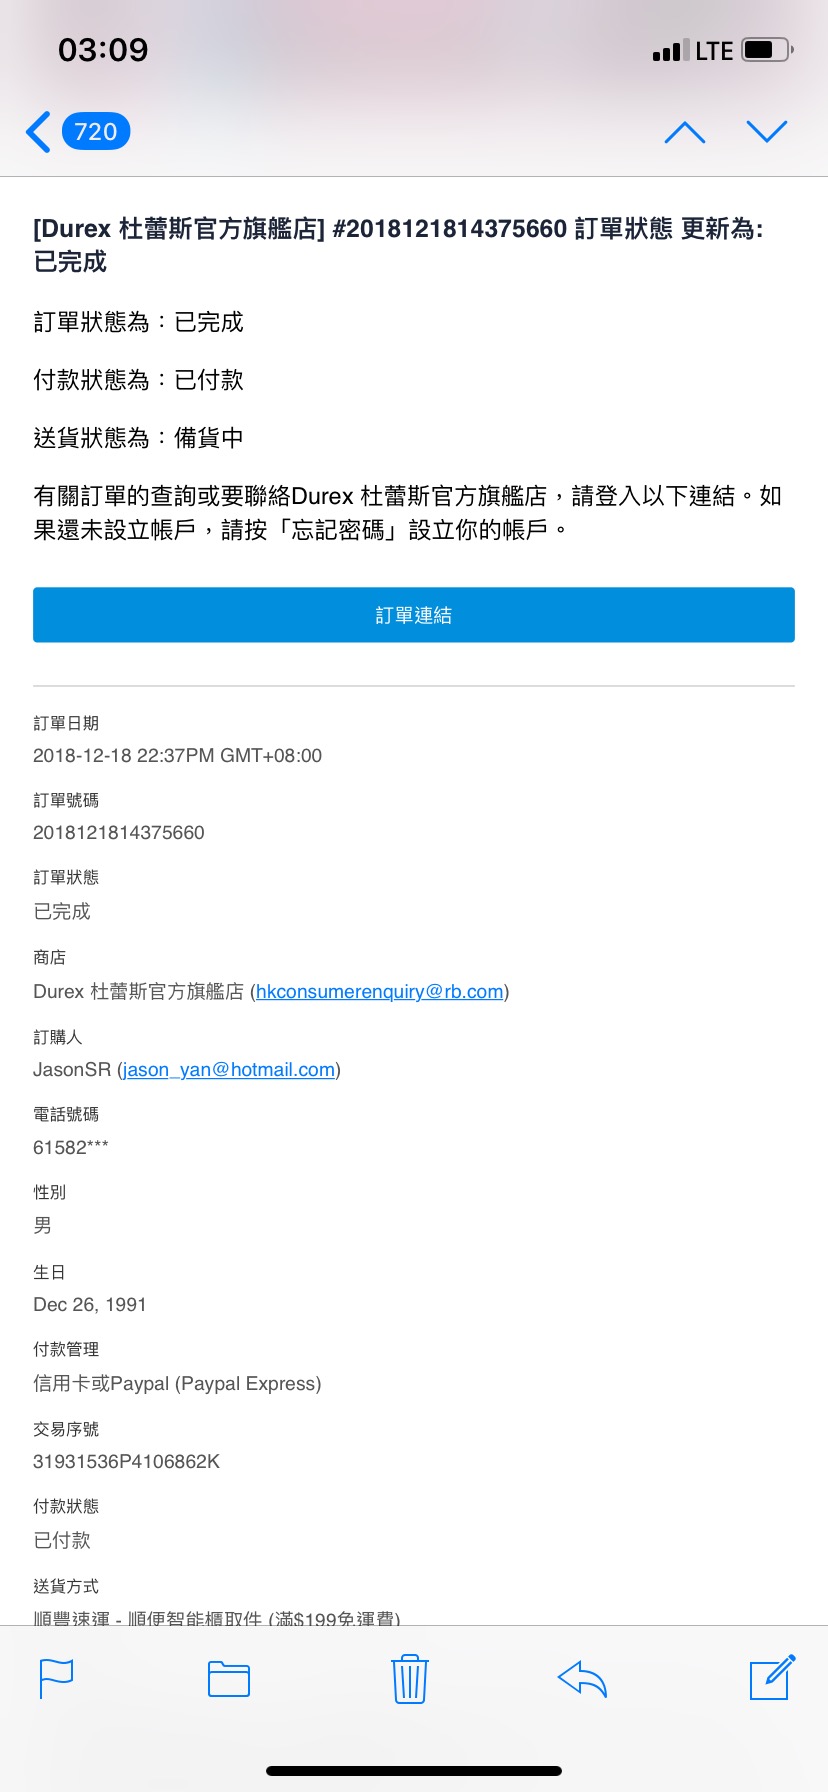 03:09
LTE
720
[Durex 杜蕾斯官方旗艦店] #2018121814375660 訂單狀態 更新為:
已完成
訂單狀態為：已完成
付款狀態為：已付款
送貨狀態為：備貨中
有關訂單的查詢或要聯絡Durex 杜蕾斯官方旗艦店，請登入以下連結。如
果還未設立帳戶，請按「忘記密碼」設立你的帳戶。
訂單連結
訂單日期
2018-12-18 22:37PM GMT+08:00
訂單號碼
2018121814375660
訂單狀態
已完成
商店
Durex 杜蕾斯官方旗艦店 (hkconsumerenquiry@rb.com)
訂購人
JasonSR (jason_yan@hotmail.com)
電話號碼
61582***
性別
男
生日
Dec 26, 1991
付款管理
信用卡或Paypal (Paypal Express)
交易序號
31931536P4106862K
付款狀態
已付款
送貨方式
順豐速運 - 順便智能櫃取件 (滿$199免運費)